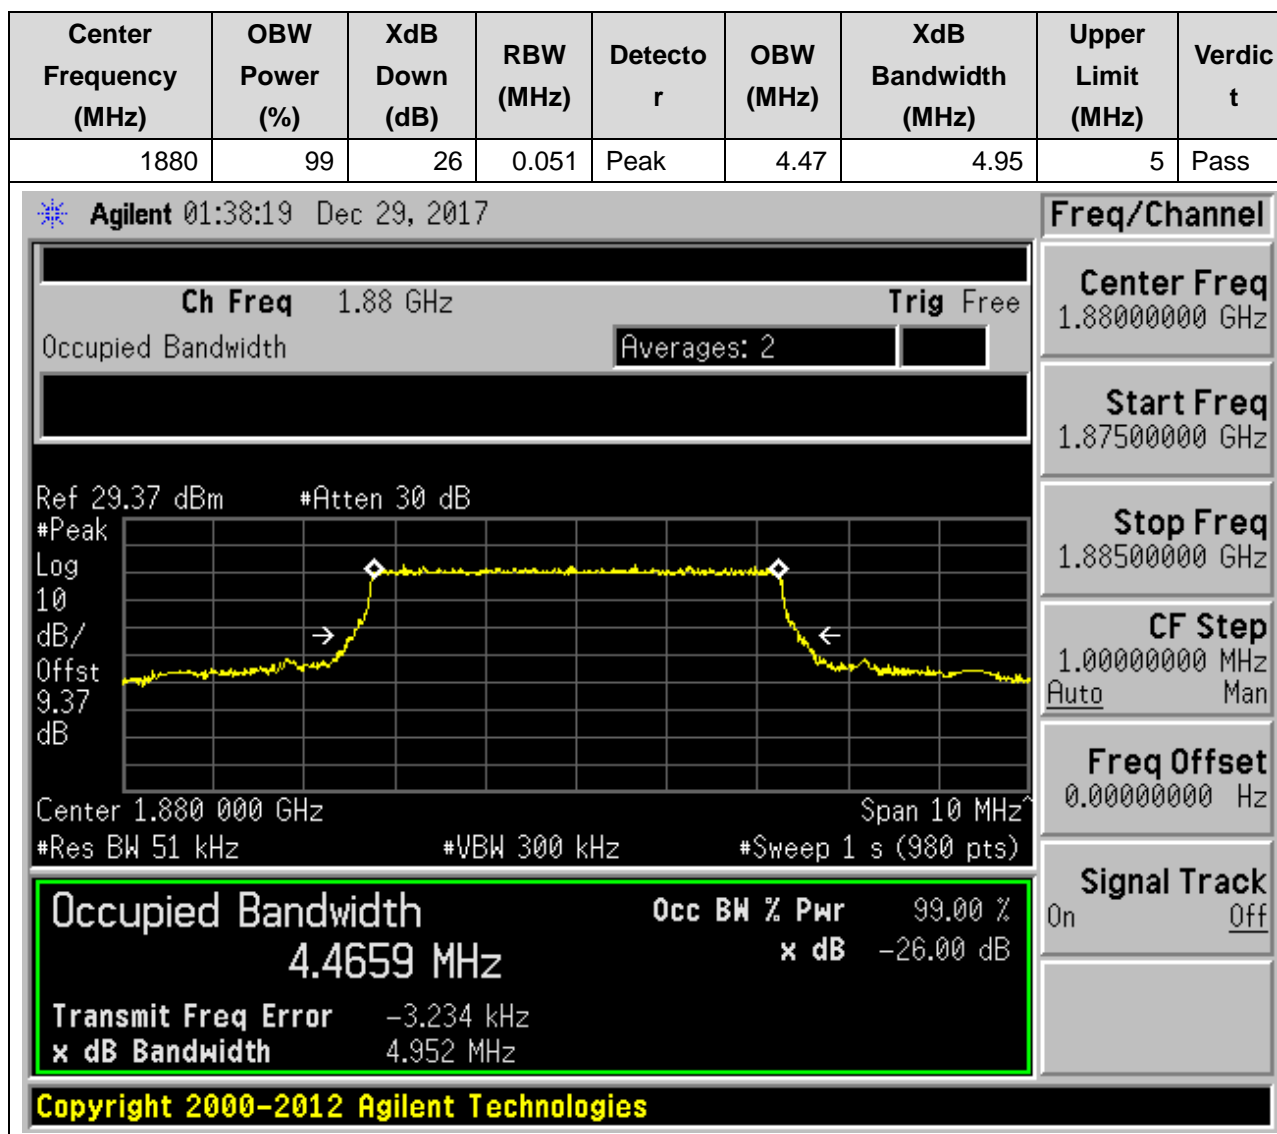 Center Frequency (MHz) OBW Power (%) XdB Down (dB) RBW (MHz) Detecto r OBW (MHz) XdB Bandwidth (MHz) Upper Limit (MHz) Verdic t
1880 99 26 0.051 Peak 4.47 4.95 5 Pass
Agilent 01:38:19 Dec 29, 2017
Freq/Channel
Ch Freq 1.88 GHz Trig Free
Occupied Bandwidth Averages: 2
Center Freq
1.88000000 GHz
Start Freq
1.87500000 GHz
Stop Freq
1.88500000 GHz
CF Step
1.00000000 MHz
Auto Man
Freq Offset
0.00000000 Hz
Signal Track
On Off
Ref 29.37 dBm #Atten 30 dB
#Peak
Log
10
dB/
Offst
9.37
dB
Center 1.880 000 GHz Span 10 MHz^
#Res BW 51 kHz #VBW 300 kHz #Sweep 1 s (980 pts)
Occupied Bandwidth Occ BW % Pwr 99.00 %
4.4659 MHz x dB -26.00 dB
Transmit Freq Error -3.234 kHz
x dB Bandwidth 4.952 MHz
Copyright 2000-2012 Agilent Technologies